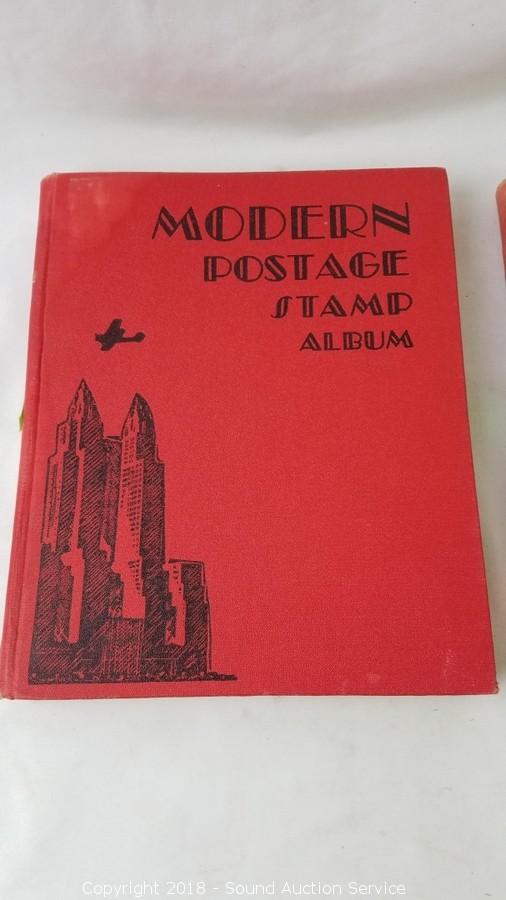 MODERN
POSTAGE
STAMP
ALBUM
Copyright 2018 - Sound Auction Service